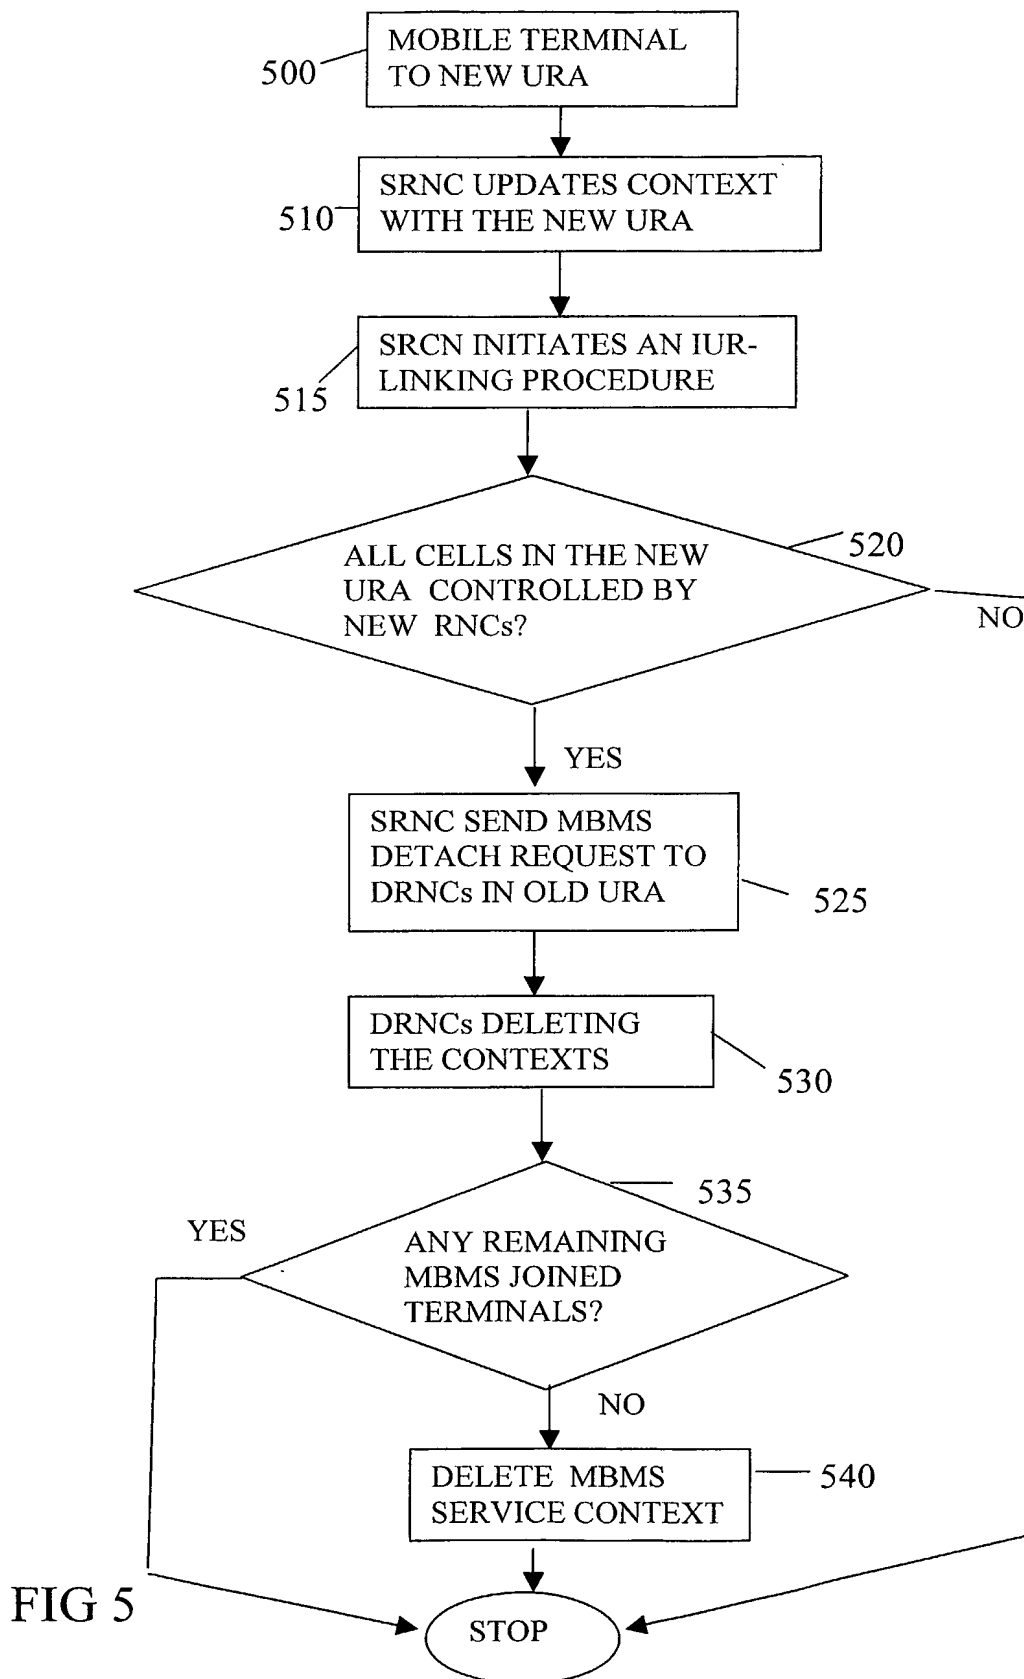 MOBILE TERMINAL
TO NEW URA
500
SRNC UPDATES CONTEXT
WITH THE NEW URA
510
SRCN INITIATES AN IUR-
LINKING PROCEDURE
515
ALL CELLS IN THE NEW
URA CONTROLLED BY
NEW RNCs?
520
NO
YES
SRNC SEND MBMS
DETACH REQUEST TO
DRNCs IN OLD URA
525
DRNCs DELETING
THE CONTEXTS
530
535
YES
ANY REMAINING
MBMS JOINED
TERMINALS?
NO
DELETE MBMS
SERVICE CONTEXT
540
FIG 5
STOP